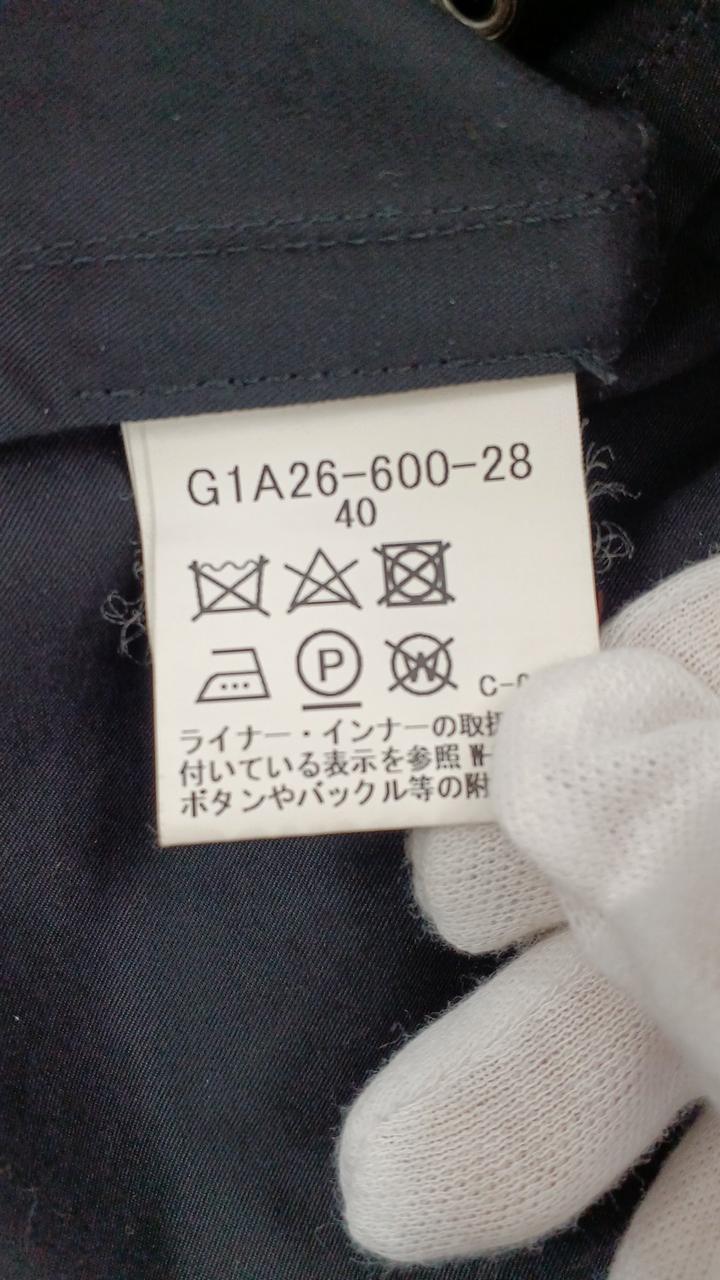 G1A26-600-28
40
P
W
C-
ライナー・インナーの取扱
付いている表示を参照 W-
ボタンやバックル等の附